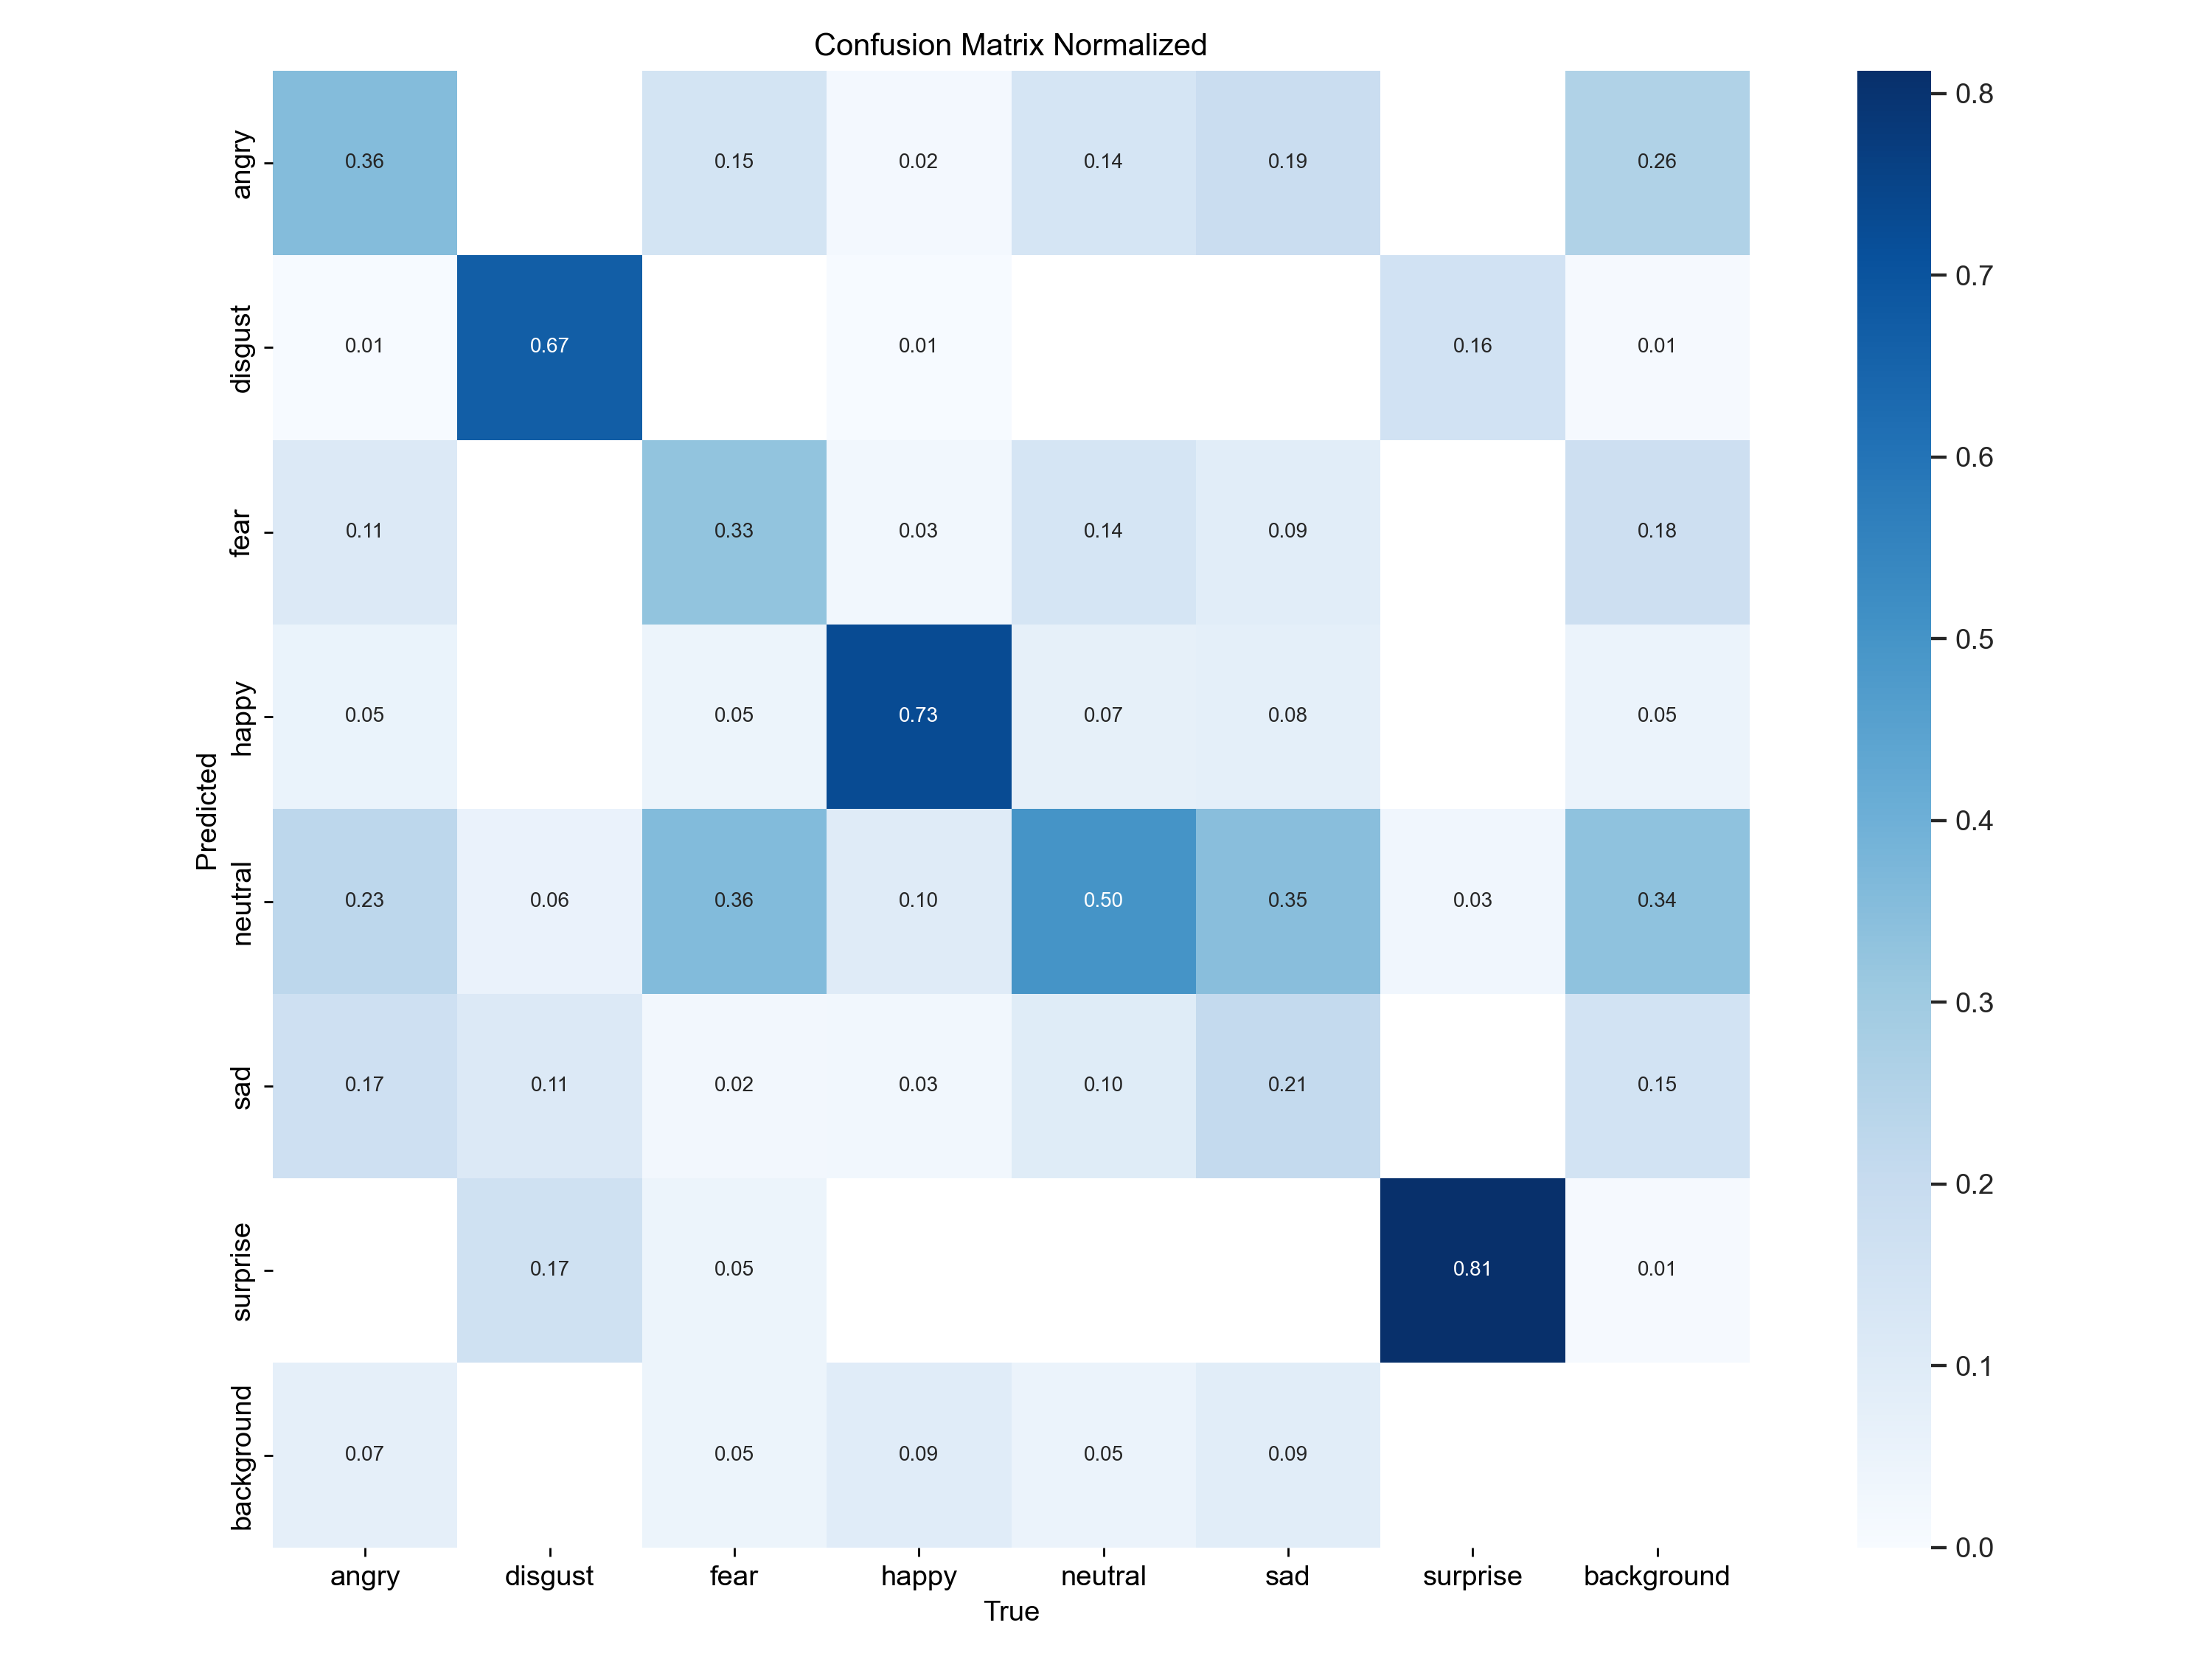 Confusion Matrix Normalized
angry 0.36 0.15 0.02 0.14 0.19 0.26
disgust 0.01 0.67 0.01 0.16 0.01
fear 0.11 0.33 0.03 0.14 0.09 0.18
happy 0.05 0.05 0.73 0.07 0.08 0.05
neutral 0.23 0.06 0.36 0.10 0.50 0.35 0.03 0.34
sad 0.17 0.11 0.02 0.03 0.10 0.21 0.15
surprise 0.17 0.05 0.81 0.01
background 0.07 0.05 0.09 0.05 0.09
Predicted
angry disgust fear happy neutral sad surprise background
True
0.8
0.7
0.6
0.5
0.4
0.3
0.2
0.1
0.0